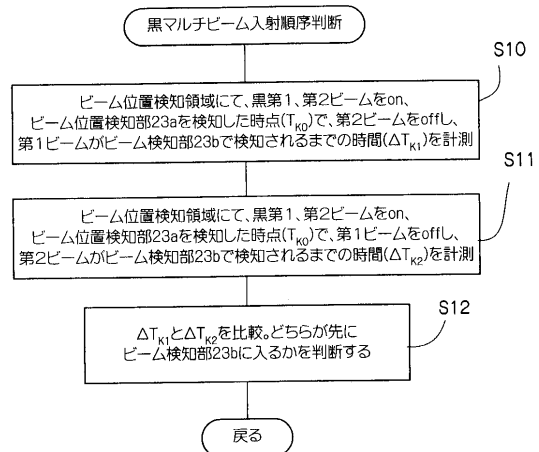 黒マルチビーム入射順序判断
S10
ビーム位置検知領域にて、黒第1、第2ビームをon、
ビーム位置検知部23aを検知した時点(TK0)で、第2ビームをoffし、
第1ビームがビーム検知部23bで検知されるまでの時間(ΔTK1)を計測
S11
ビーム位置検知領域にて、黒第1、第2ビームをon、
ビーム位置検知部23aを検知した時点(TK0)で、第1ビームをoffし、
第2ビームがビーム検知部23bで検知されるまでの時間(ΔTK2)を計測
S12
ΔTK1とΔTK2を比較。どちらが先に
ビーム検知部23bに入るかを判断する
戻る